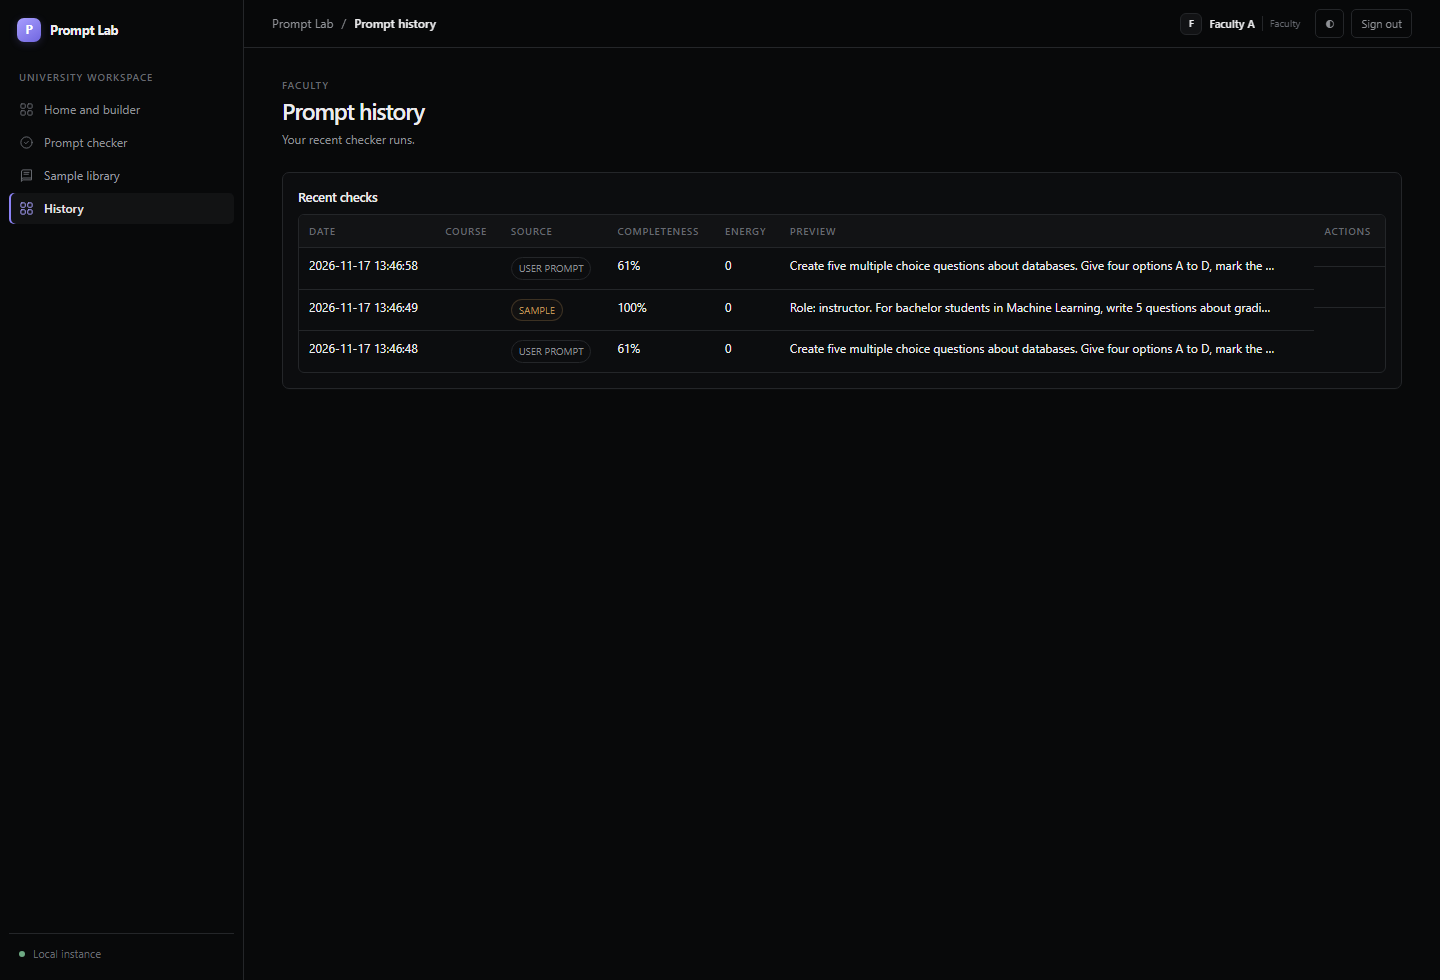 P Prompt Lab
UNIVERSITY WORKSPACE
Home and builder
Prompt checker
Sample library
History
Local instance
Prompt Lab / Prompt history
F Faculty A Faculty Sign out
FACULTY
Prompt history
Your recent checker runs.
Recent checks
DATE COURSE SOURCE COMPLETENESS ENERGY PREVIEW ACTIONS
2026-11-17 13:46:58 USER PROMPT 61% 0 Create five multiple choice questions about databases. Give four options A to D, mark the ...
2026-11-17 13:46:49 SAMPLE 100% 0 Role: instructor. For bachelor students in Machine Learning, write 5 questions about gradi...
2026-11-17 13:46:48 USER PROMPT 61% 0 Create five multiple choice questions about databases. Give four options A to D, mark the ...